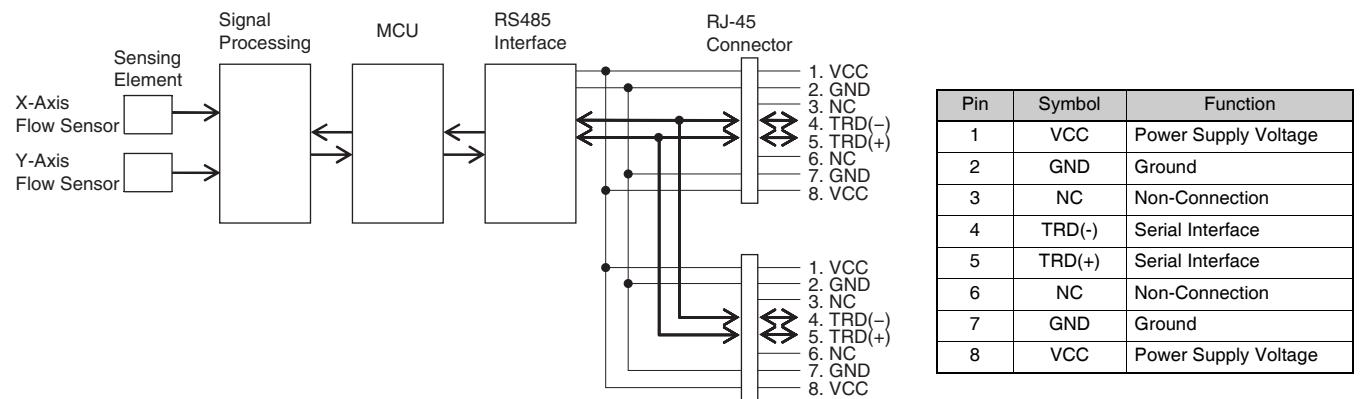 Signal
Processing
MCU
RS485
Interface
RJ-45
Connector
Sensing
Element
X-Axis
Flow Sensor
Y-Axis
Flow Sensor
1. VCC
2. GND
3. NC
4. TRD(−)
5. TRD(+)
6. NC
7. GND
8. VCC
1. VCC
2. GND
3. NC
4. TRD(−)
5. TRD(+)
6. NC
7. GND
8. VCC
Pin Symbol Function
1 VCC Power Supply Voltage
2 GND Ground
3 NC Non-Connection
4 TRD(-) Serial Interface
5 TRD(+) Serial Interface
6 NC Non-Connection
7 GND Ground
8 VCC Power Supply Voltage